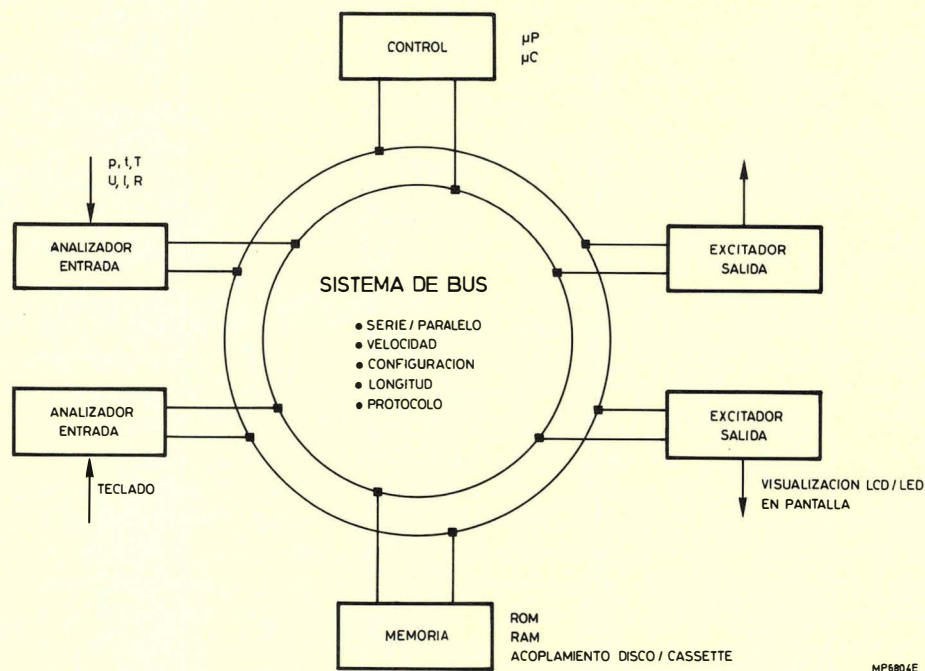 CONTROL
µP
µC
p, t, T
U, I, R
ANALIZADOR
ENTRADA
EXCITADOR
SALIDA
SISTEMA DE BUS
● SERIE / PARALELO
● VELOCIDAD
● CONFIGURACION
● LONGITUD
● PROTOCOLO
ANALIZADOR
ENTRADA
EXCITADOR
SALIDA
TECLADO
VISUALIZACION LCD / LED
EN PANTALLA
MEMORIA
ROM
RAM
ACOPLAMIENTO DISCO / CASSETTE
MP6804E